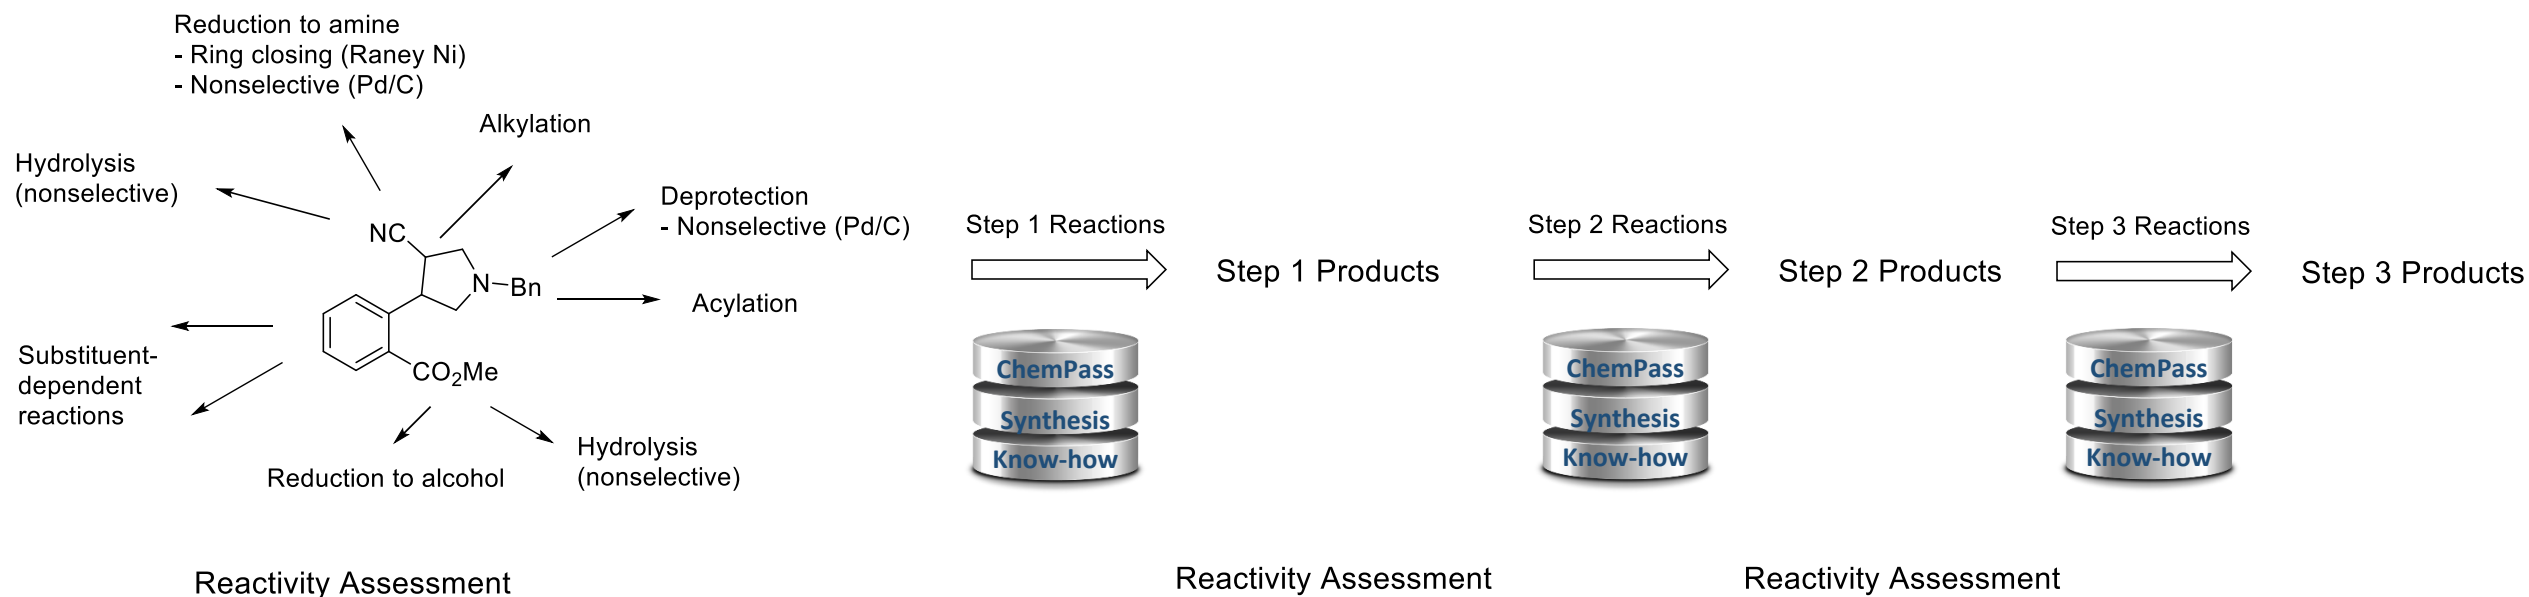 Reduction to amine
- Ring closing (Raney Ni)
- Nonselective (Pd/C)
Alkylation
Hydrolysis
(nonselective)
Deprotection
- Nonselective (Pd/C)
NC
N
Bn
Acylation
Substituent-
dependent
reactions
CO2Me
Reduction to alcohol
Hydrolysis
(nonselective)
Reactivity Assessment
Step 1 Reactions
ChemPass
Synthesis
Know-how
Step 1 Products
Reactivity Assessment
Step 2 Reactions
ChemPass
Synthesis
Know-how
Step 2 Products
Reactivity Assessment
Step 3 Reactions
ChemPass
Synthesis
Know-how
Step 3 Products